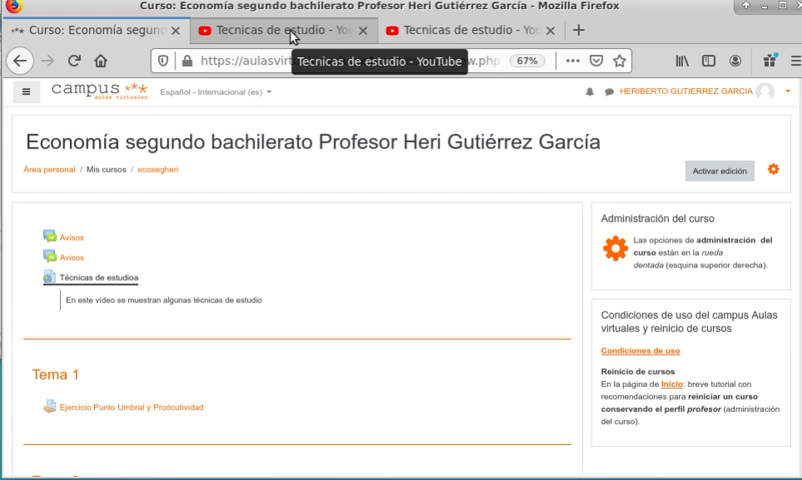 Curso: Economía segundo bachilerato Profesor Heri Gutiérrez García - Mozilla Firefox
Curso: Economía segun
Tecnicas de estudio - You
Tecnicas de estudio - You
https://aulasvirt
w.php
67%
Tecnicas de estudio - YouTube
campus
aulas virtuales
Español - Internacional (es)
HERIBERTO GUTIERREZ GARCIA
Economía segundo bachilerato Profesor Heri Gutiérrez García
Área personal / Mis cursos / ecosegheri
Activar edición
Avisos
Avisos
Técnicas de estudioa
En este vídeo se muestran algunas técnicas de estudio
Tema 1
Ejercicio Punto Umbral y Prodcutividad
Administración del curso
Las opciones de administración del
curso están en la rueda
dentada (esquina superior derecha).
Condiciones de uso del campus Aulas
virtuales y reinicio de cursos
Condiciones de uso
Reinicio de cursos
En la página de Inicio: breve tutorial con
recomendaciones para reiniciar un curso
conservando el perfil profesor (administración
del curso).